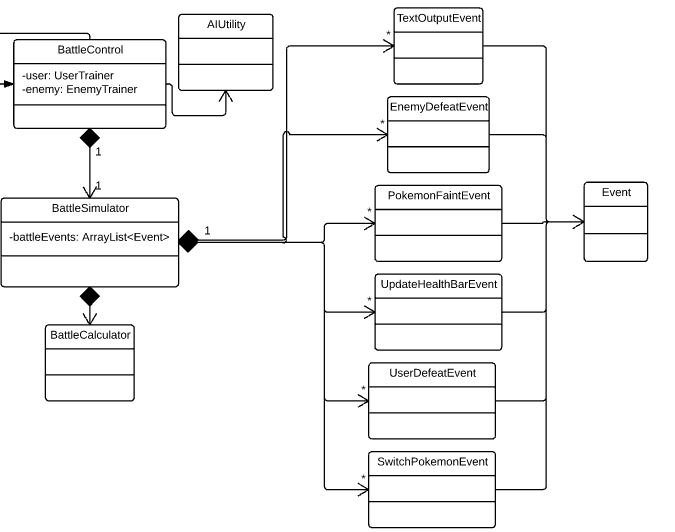 BattleControl
-user: UserTrainer
-enemy: EnemyTrainer
AIUtility
1
1
BattleSimulator
-battleEvents: ArrayList<Event>
1
BattleCalculator
*
TextOutputEvent
*
EnemyDefeatEvent
*
PokemonFaintEvent
*
UpdateHealthBarEvent
*
UserDefeatEvent
*
SwitchPokemonEvent
Event